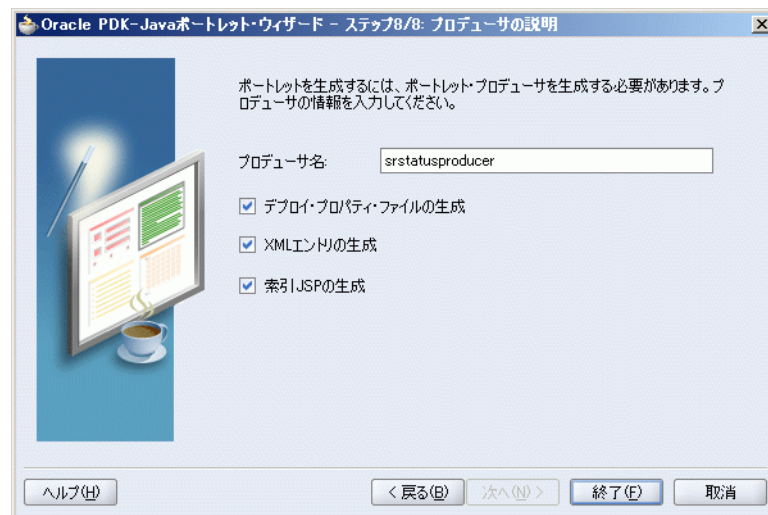 Oracle PDK-Javaポートレット・ウィザード - ステップ8/8: プロデューサの説明
ポートレットを生成するには、ポートレット・プロデューサを生成する必要があります。プ
ロデューサの情報を入力してください。
プロデューサ名: srstatusproducer
デプロイ・プロパティ・ファイルの生成
XMLエントリの生成
索引JSPの生成
ヘルプ(H) < 戻る(B) 次へ(N) > 終了(F) 取消